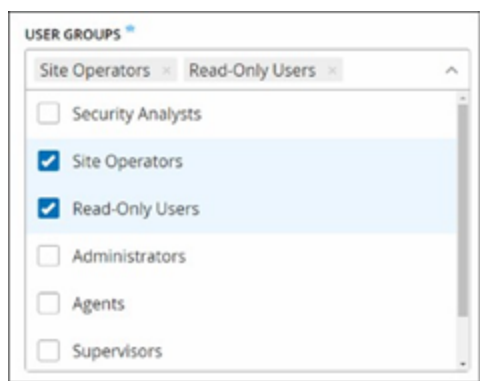 USER GROUPS *
Site Operators × Read-Only Users ×
Security Analysts
Site Operators
Read-Only Users
Administrators
Agents
Supervisors